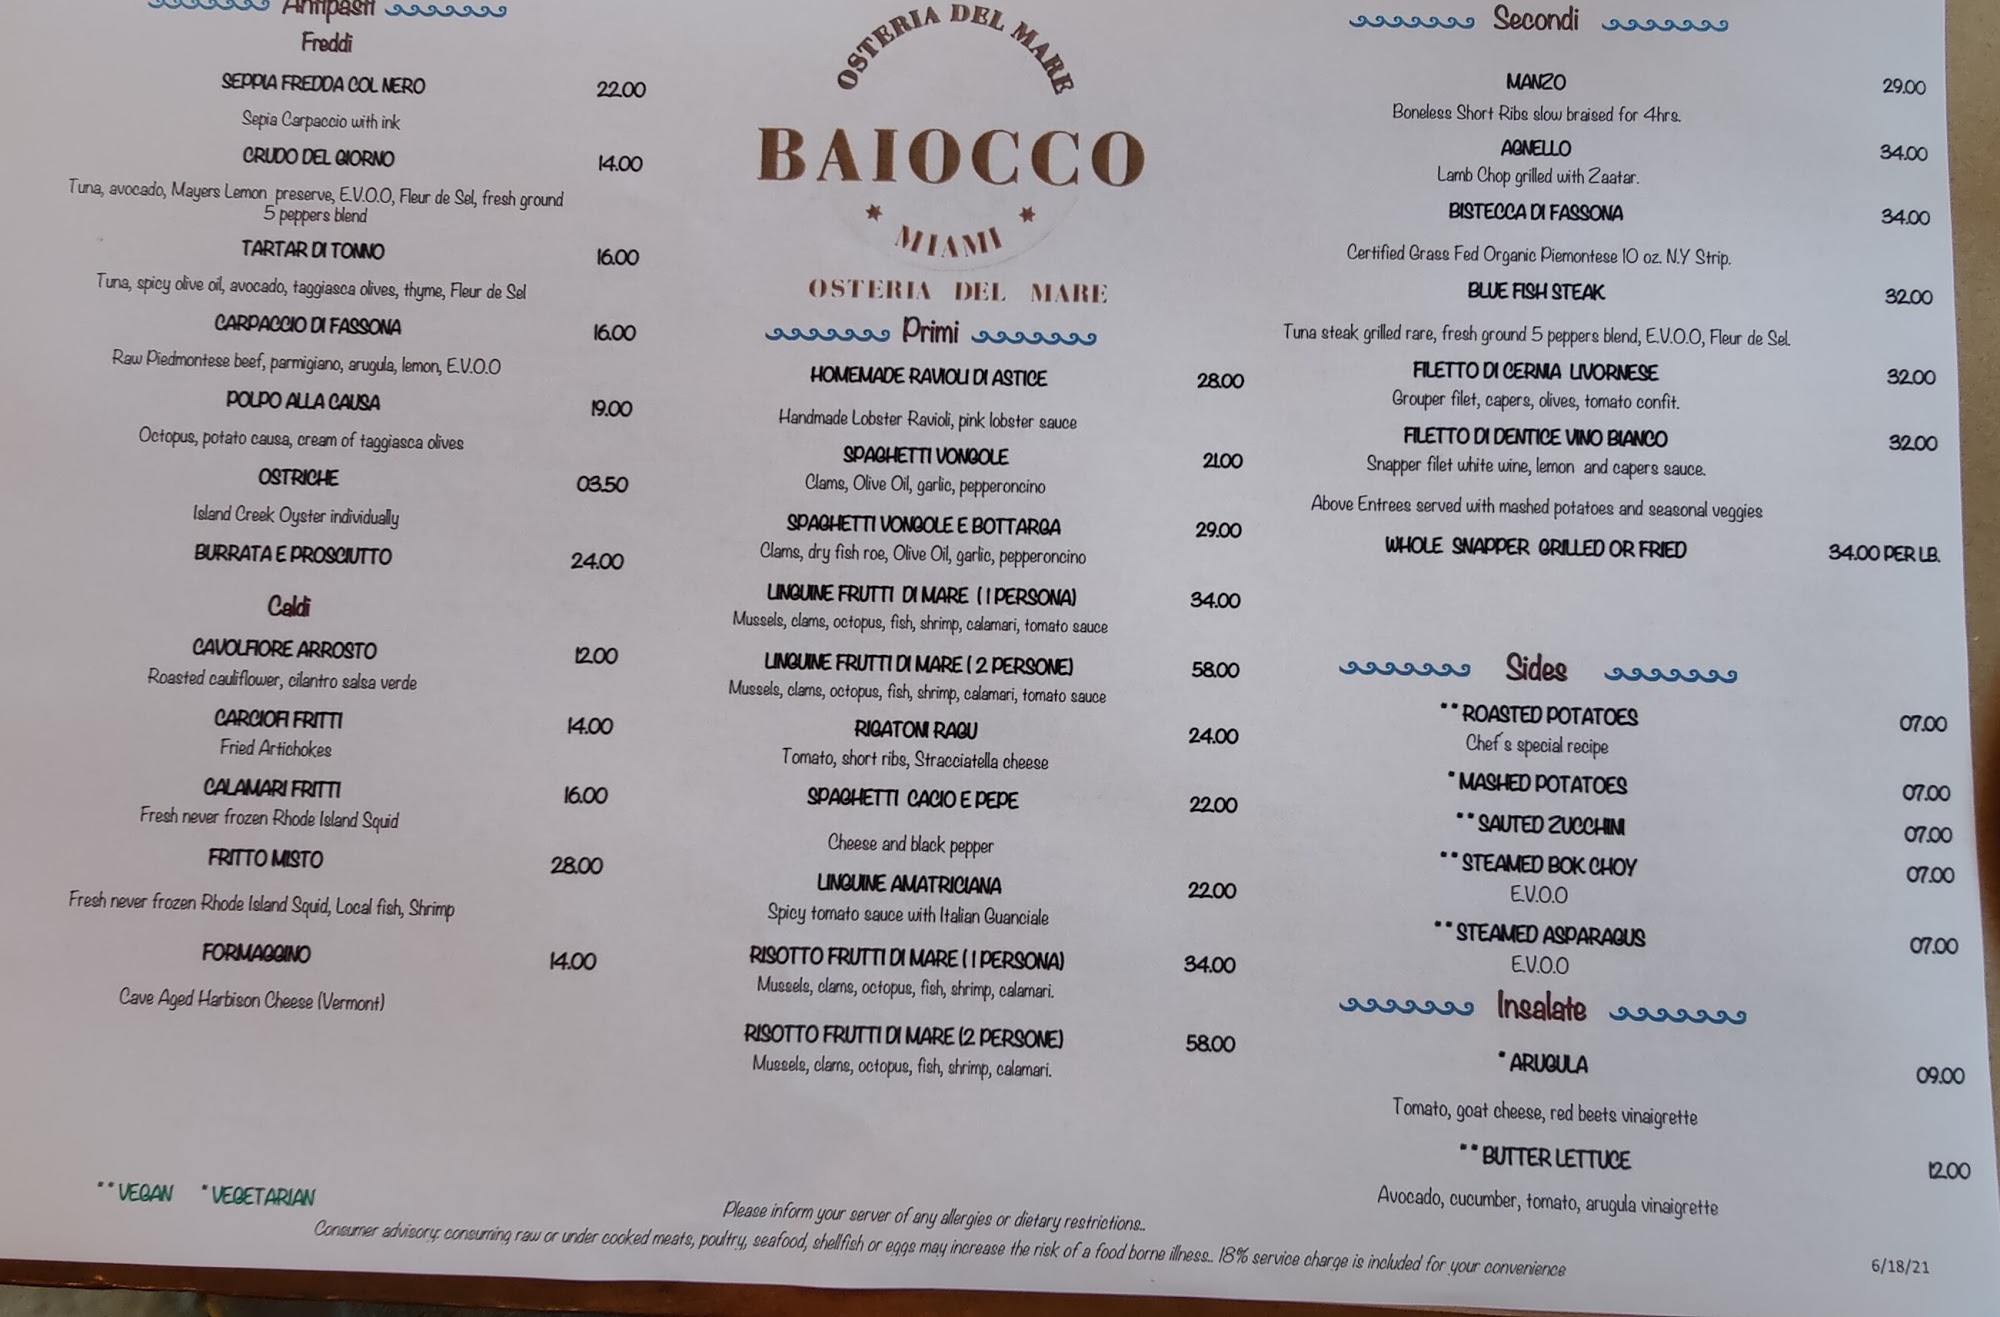 Antipasti
Freddi
SEPPIA FREDDA COL NERO 22.00
Sepia Carpaccio with ink
CRUDO DEL GIORNO 14.00
Tuna, avocado, Mayers Lemon preserve, E.V.O.O, Fleur de Sel, fresh ground
5 peppers blend
TARTAR DI TONNO 16.00
Tuna, spicy olive oil, avocado, taggiasca olives, thyme, Fleur de Sel
CARPACCIO DI FASSONA 16.00
Raw Piedmontese beef, parmigiano, arugula, lemon, E.V.O.O
POLPO ALLA CAUSA 19.00
Octopus, potato causa, cream of taggiasca olives
OSTRICHE 03.50
Island Creek Oyster individually
BURRATA E PROSCIUTTO 24.00
Caldi
CAVOLFIORE ARROSTO 12.00
Roasted cauliflower, cilantro salsa verde
CARCIOFI FRITTI 14.00
Fried Artichokes
CALAMARI FRITTI 16.00
Fresh never frozen Rhode Island Squid
FRITTO MISTO 28.00
Fresh never frozen Rhode Island Squid, Local fish, Shrimp
FORMAGGINO 14.00
Cave Aged Harbison Cheese (Vermont)
OSTERIA DEL MARE
BAIOCCO
MIAMI
OSTERIA DEL MARE
Primi
HOMEMADE RAVIOLI DI ASTICE 28.00
Handmade Lobster Ravioli, pink lobster sauce
SPAGHETTI VONGOLE 21.00
Clams, Olive Oil, garlic, pepperoncino
SPAGHETTI VONGOLE E BOTTARGA 29.00
Clams, dry fish roe, Olive Oil, garlic, pepperoncino
LINGUINE FRUTTI DI MARE (1 PERSONA) 34.00
Mussels, clams, octopus, fish, shrimp, calamari, tomato sauce
LINGUINE FRUTTI DI MARE (2 PERSONE) 58.00
Mussels, clams, octopus, fish, shrimp, calamari, tomato sauce
RIGATONI RAGU 24.00
Tomato, short ribs, Stracciatella cheese
SPAGHETTI CACIO E PEPE 22.00
Cheese and black pepper
LINGUINE AMATRICIANA 22.00
Spicy tomato sauce with Italian Guanciale
RISOTTO FRUTTI DI MARE (1 PERSONA) 34.00
Mussels, clams, octopus, fish, shrimp, calamari.
RISOTTO FRUTTI DI MARE (2 PERSONE) 58.00
Mussels, clams, octopus, fish, shrimp, calamari.
Secondi
MANZO 29.00
Boneless Short Ribs slow braised for 4hrs.
AGNELLO 34.00
Lamb Chop grilled with Zaatar.
BISTECCA DI FASSONA 34.00
Certified Grass Fed Organic Piemontese 10 oz. N.Y Strip.
BLUE FISH STEAK 32.00
Tuna steak grilled rare, fresh ground 5 peppers blend, E.V.O.O, Fleur de Sel.
FILETTO DI CERNIA LIVORNESE 32.00
Grouper filet, capers, olives, tomato confit.
FILETTO DI DENTICE VINO BIANCO 32.00
Snapper filet white wine, lemon and capers sauce.
Above Entrees served with mashed potatoes and seasonal veggies
WHOLE SNAPPER GRILLED OR FRIED 34.00 PER LB.
Sides
**ROASTED POTATOES 07.00
Chef's special recipe
*MASHED POTATOES 07.00
**SAUTED ZUCCHINI 07.00
**STEAMED BOK CHOY 07.00
E.V.O.O
**STEAMED ASPARAGUS 07.00
E.V.O.O
Insalate
*ARUGULA 09.00
Tomato, goat cheese, red beets vinaigrette
**BUTTER LETTUCE 12.00
Avocado, cucumber, tomato, arugula vinaigrette
**VEGAN *VEGETARIAN
Please inform your server of any allergies or dietary restrictions..
Consumer advisory: consuming raw or under cooked meats, poultry, seafood, shellfish or eggs may increase the risk of a food borne illness.. 18% service charge is included for your convenience
6/18/21